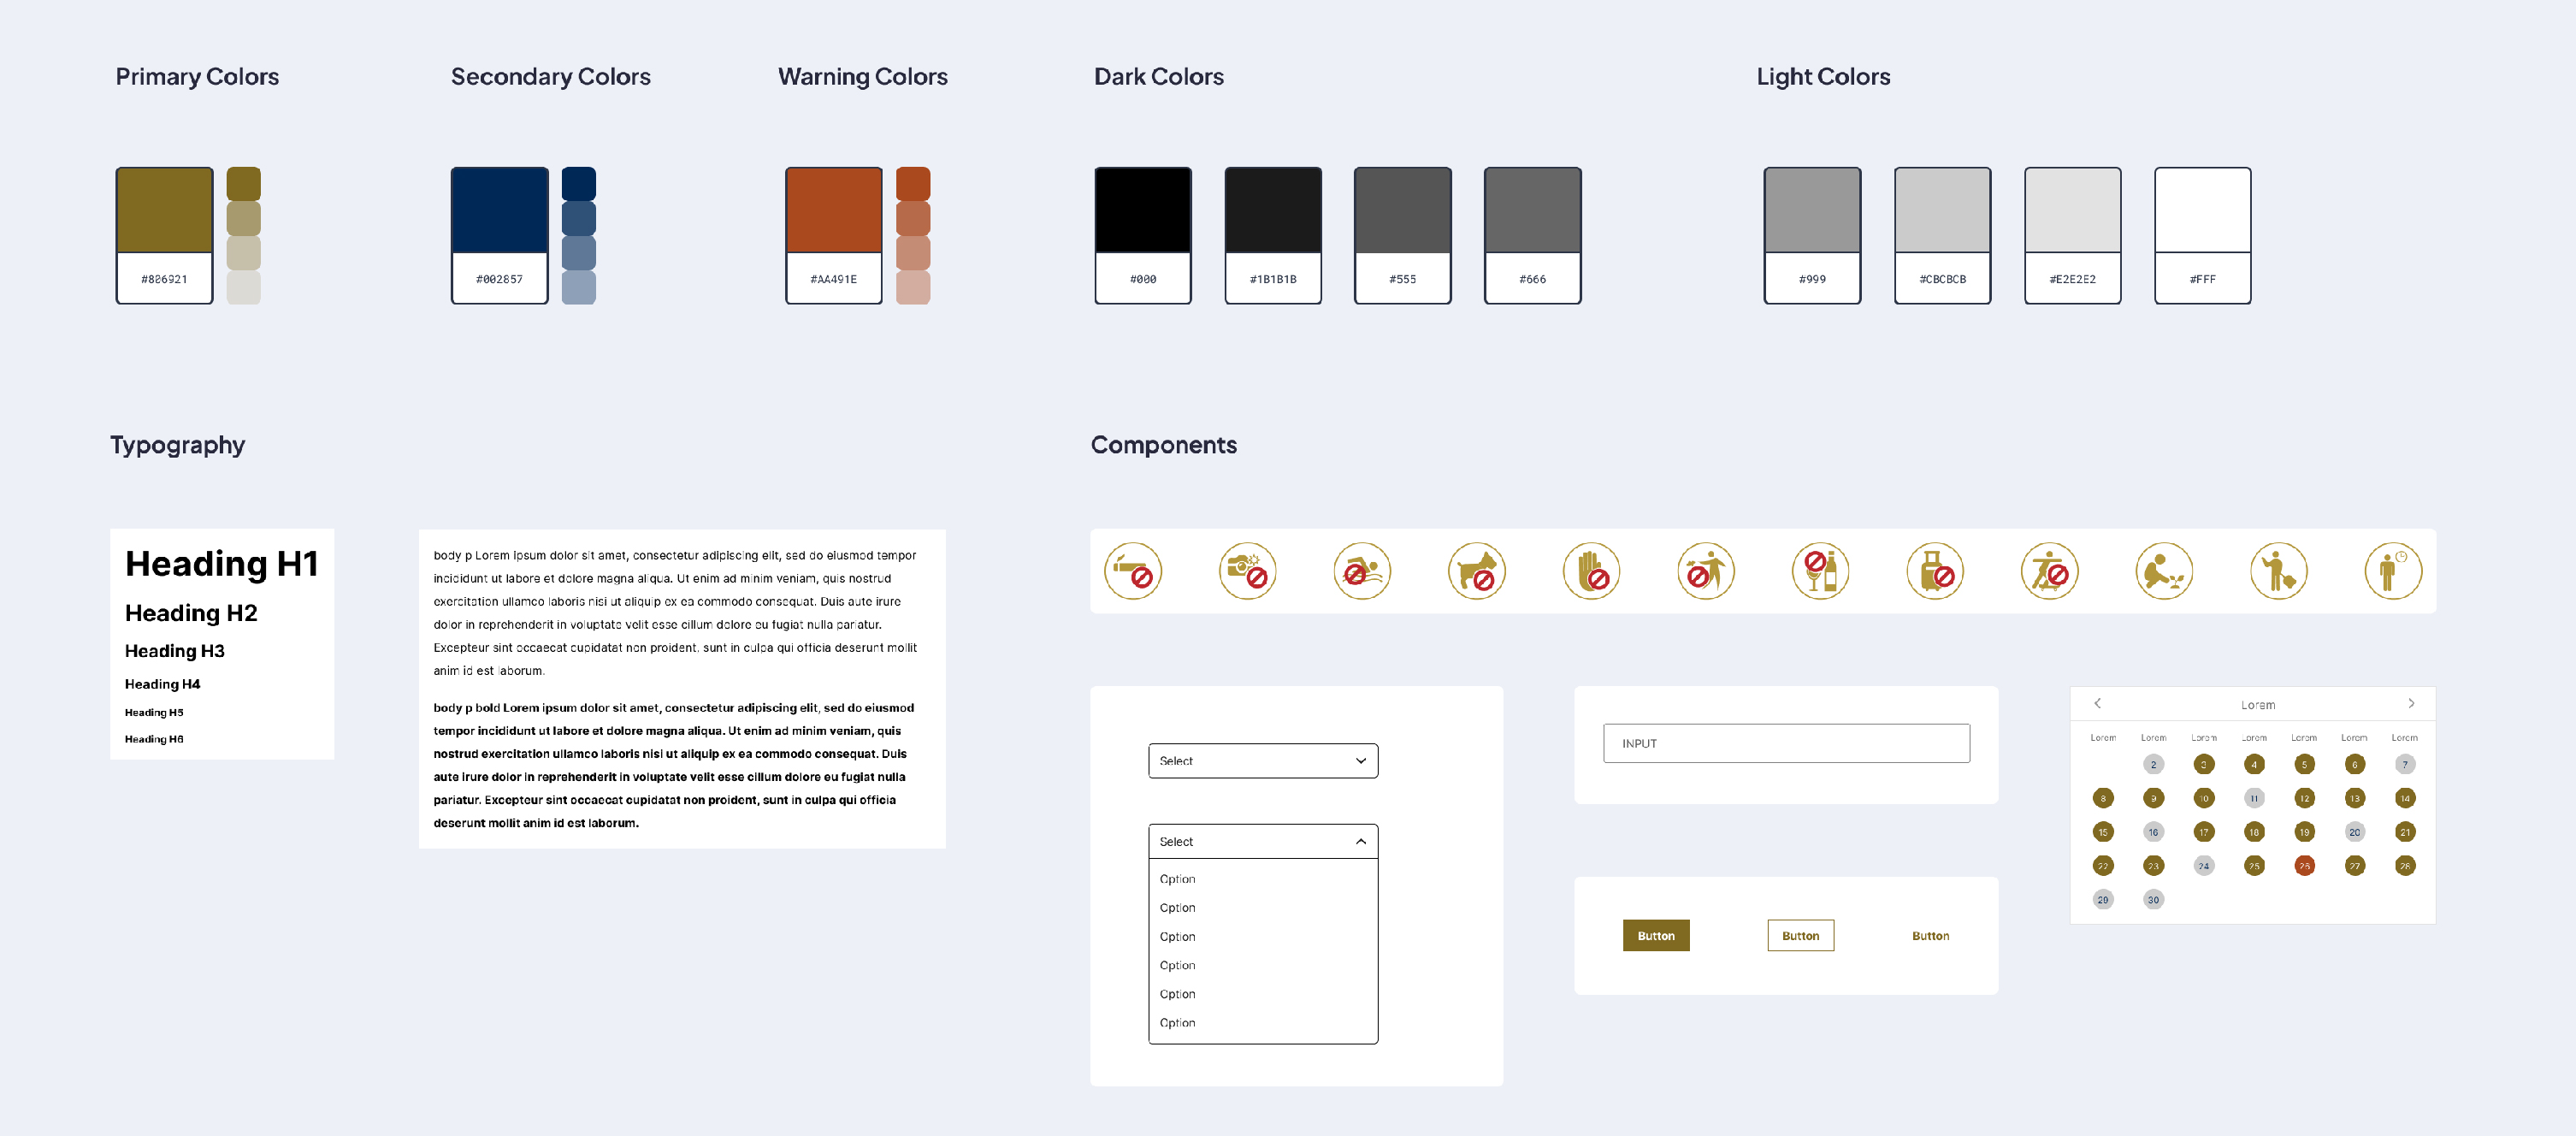 Primary Colors
Secondary Colors
Warning Colors
Dark Colors
Light Colors
#806921
#002857
#AA491E
#000
#1B1B1B
#555
#666
#999
#CBCBCB
#E2E2E2
#FFF
Typography
Heading H1
Heading H2
Heading H3
Heading H4
Heading H5
Heading H6
body p Lorem ipsum dolor sit amet, consectetur adipiscing elit, sed do eiusmod tempor
incididunt ut labore et dolore magna aliqua. Ut enim ad minim veniam, quis nostrud
exercitation ullamco laboris nisi ut aliquip ex ea commodo consequat. Duis aute irure
dolor in reprehenderit in voluptate velit esse cillum dolore eu fugiat nulla pariatur.
Excepteur sint occaecat cupidatat non proident, sunt in culpa qui officia deserunt mollit
anim id est laborum.
body p bold Lorem ipsum dolor sit amet, consectetur adipiscing elit, sed do eiusmod
tempor incididunt ut labore et dolore magna aliqua. Ut enim ad minim veniam, quis
nostrud exercitation ullamco laboris nisi ut aliquip ex ea commodo consequat. Duis
aute irure dolor in reprehenderit in voluptate velit esse cillum dolore eu fugiat nulla
pariatur. Excepteur sint occaecat cupidatat non proident, sunt in culpa qui officia
deserunt mollit anim id est laborum.
Components
Select
Select
Option
Option
Option
Option
Option
Option
INPUT
Button Button Button
Lorem
Lorem Lorem Lorem Lorem Lorem Lorem Lorem
2 3 4 5 6 7
8 9 10 11 12 13 14
15 16 17 18 19 20 21
22 23 24 25 26 27 28
29 30